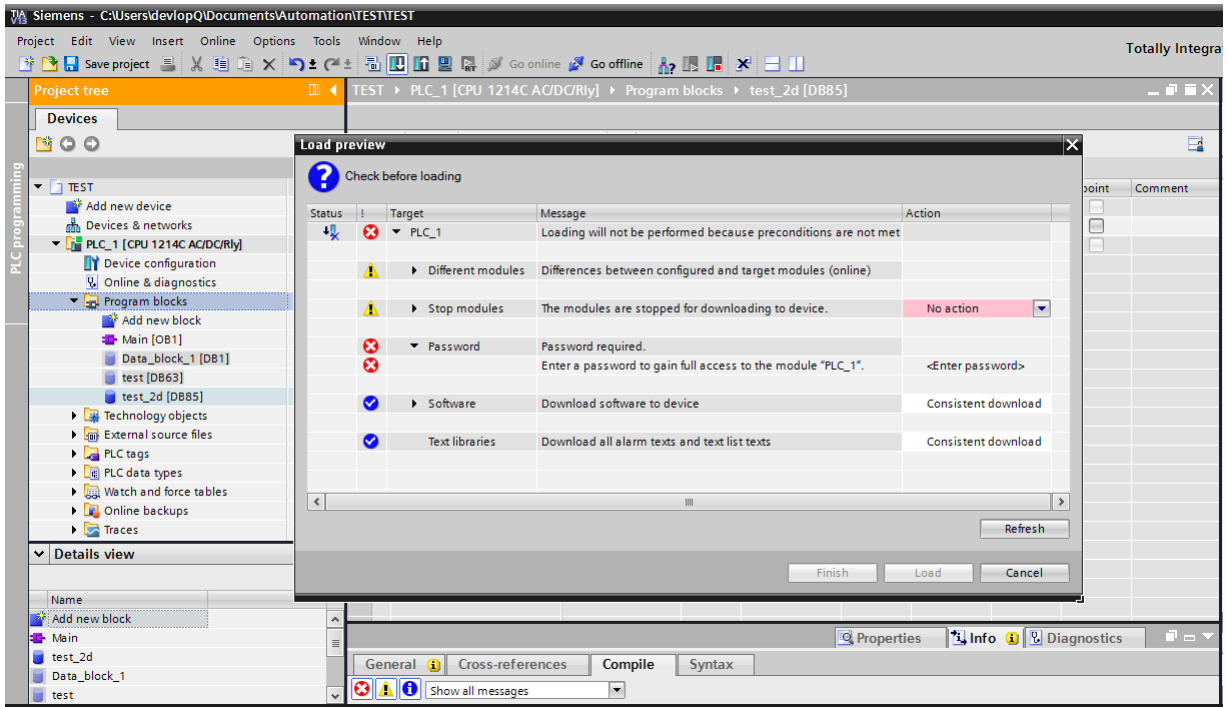 TIA V13 Siemens - C:\Users\devlopQ\Documents\Automation\TEST\TEST
Project Edit View Insert Online Options Tools Window Help
Totally Integra
Save project Go online Go offline
Project tree
TEST PLC_1 [CPU 1214C AC/DC/Rly] Program blocks test_2d [DB85]
Devices
PLC programming
TEST
Add new device
Devices & networks
PLC_1 [CPU 1214C AC/DC/Rly]
Device configuration
Online & diagnostics
Program blocks
Add new block
Main [OB1]
Data_block_1 [DB1]
test [DB63]
test_2d [DB85]
Technology objects
External source files
PLC tags
PLC data types
Watch and force tables
Online backups
Traces
Load preview
Check before loading
Status ! Target Message Action
PLC_1 Loading will not be performed because preconditions are not met
Different modules Differences between configured and target modules (online)
Stop modules The modules are stopped for downloading to device. No action
Password Password required.
Enter a password to gain full access to the module "PLC_1". <Enter password>
Software Download software to device Consistent download
Text libraries Download all alarm texts and text list texts Consistent download
Refresh
Finish Load Cancel
point Comment
Details view
Name
Add new block
Main
test_2d
Data_block_1
test
Properties Info Diagnostics
General Cross-references Compile Syntax
Show all messages